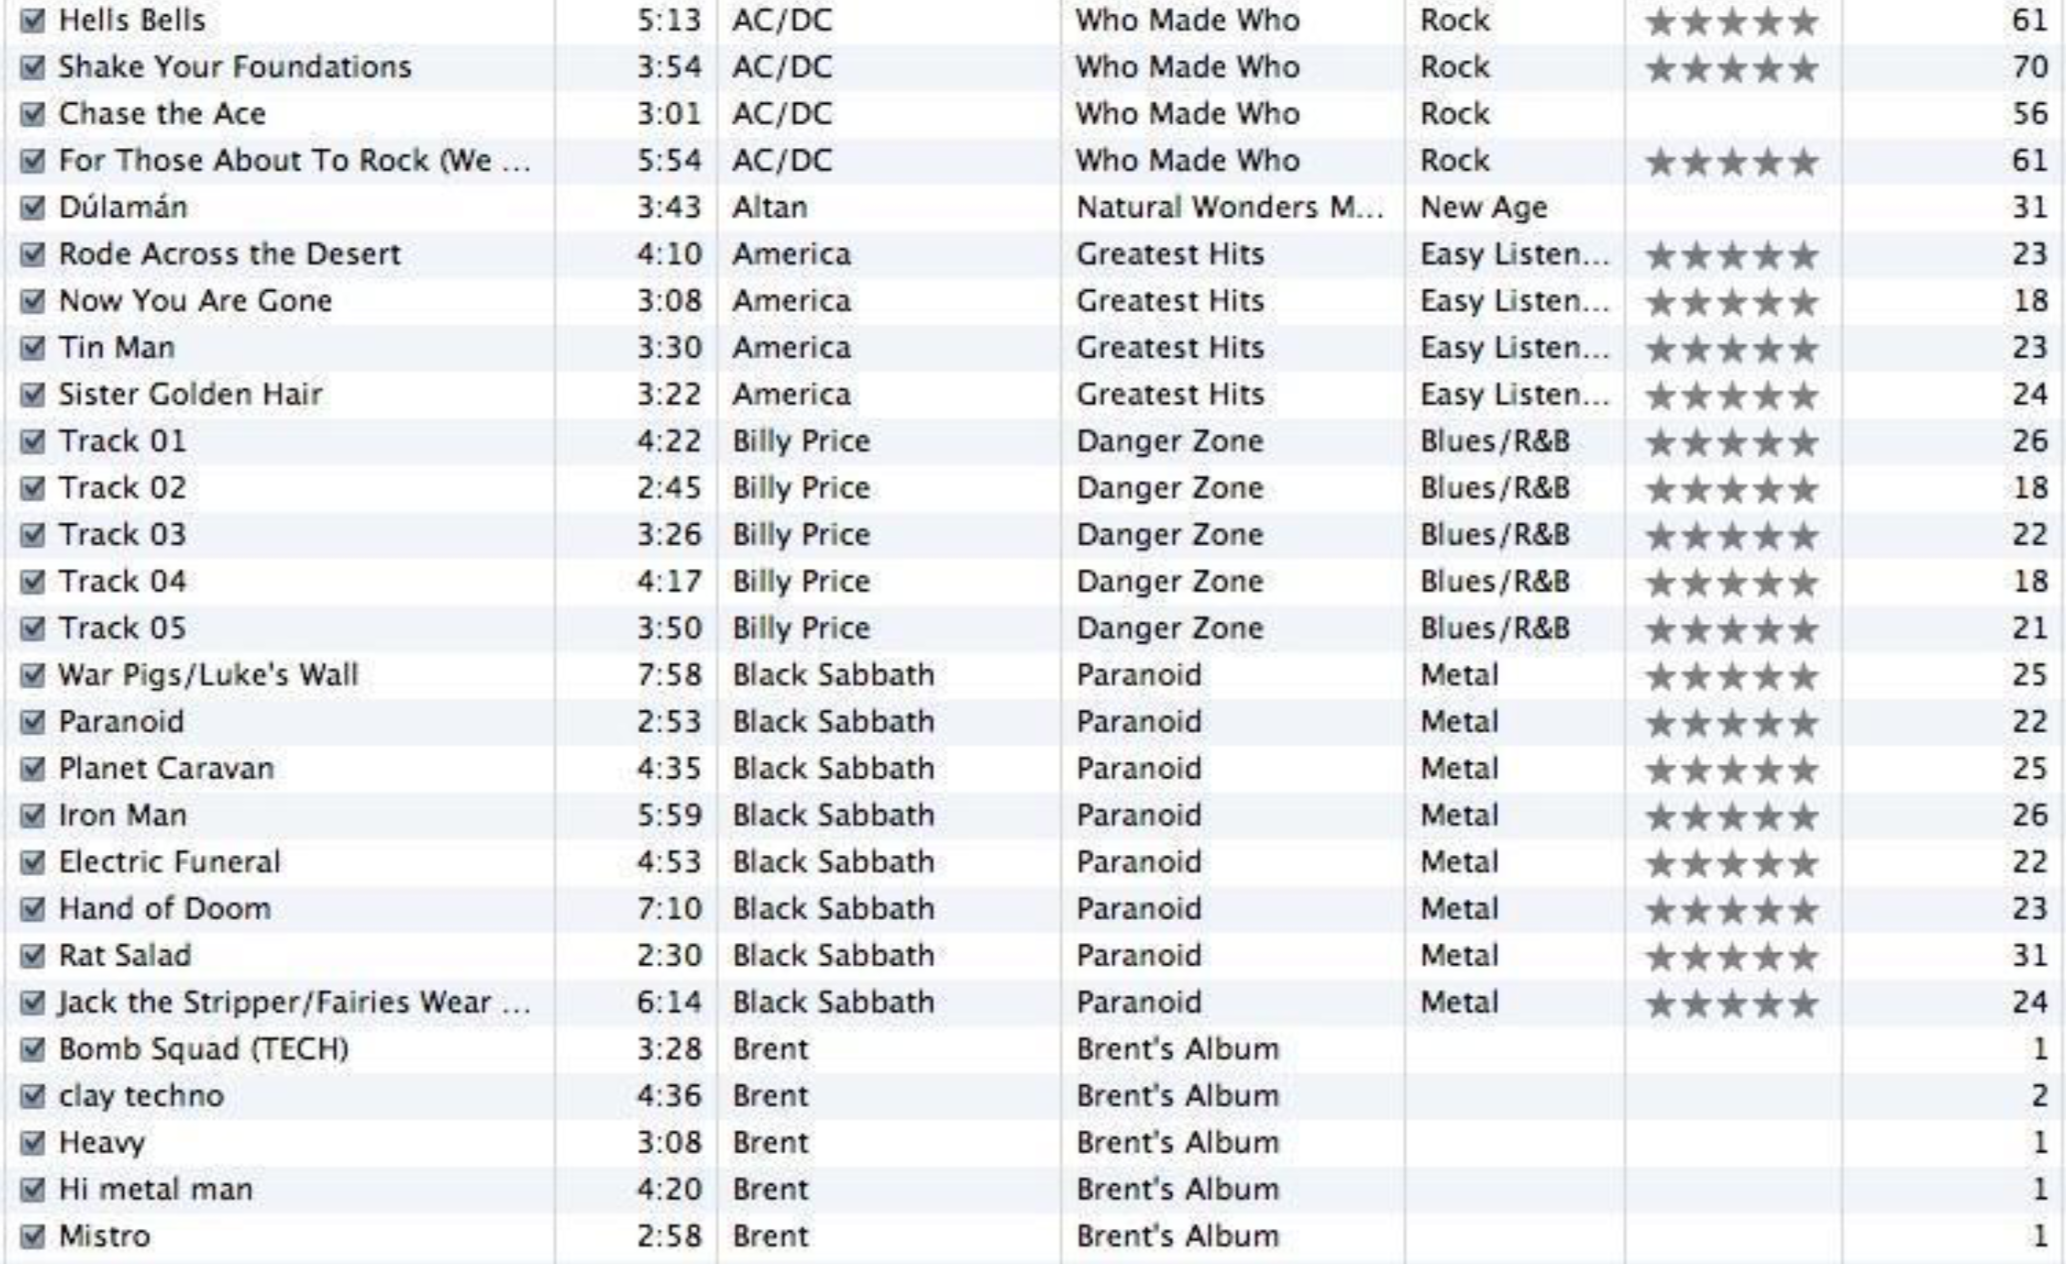 Hells Bells 5:13 AC/DC Who Made Who Rock ★★★★★ 61
Shake Your Foundations 3:54 AC/DC Who Made Who Rock ★★★★★ 70
Chase the Ace 3:01 AC/DC Who Made Who Rock 56
For Those About To Rock (We ... 5:54 AC/DC Who Made Who Rock ★★★★★ 61
Dúlamán 3:43 Altan Natural Wonders M... New Age 31
Rode Across the Desert 4:10 America Greatest Hits Easy Listen... ★★★★★ 23
Now You Are Gone 3:08 America Greatest Hits Easy Listen... ★★★★★ 18
Tin Man 3:30 America Greatest Hits Easy Listen... ★★★★★ 23
Sister Golden Hair 3:22 America Greatest Hits Easy Listen... ★★★★★ 24
Track 01 4:22 Billy Price Danger Zone Blues/R&B ★★★★★ 26
Track 02 2:45 Billy Price Danger Zone Blues/R&B ★★★★★ 18
Track 03 3:26 Billy Price Danger Zone Blues/R&B ★★★★★ 22
Track 04 4:17 Billy Price Danger Zone Blues/R&B ★★★★★ 18
Track 05 3:50 Billy Price Danger Zone Blues/R&B ★★★★★ 21
War Pigs/Luke's Wall 7:58 Black Sabbath Paranoid Metal ★★★★★ 25
Paranoid 2:53 Black Sabbath Paranoid Metal ★★★★★ 22
Planet Caravan 4:35 Black Sabbath Paranoid Metal ★★★★★ 25
Iron Man 5:59 Black Sabbath Paranoid Metal ★★★★★ 26
Electric Funeral 4:53 Black Sabbath Paranoid Metal ★★★★★ 22
Hand of Doom 7:10 Black Sabbath Paranoid Metal ★★★★★ 23
Rat Salad 2:30 Black Sabbath Paranoid Metal ★★★★★ 31
Jack the Stripper/Fairies Wear ... 6:14 Black Sabbath Paranoid Metal ★★★★★ 24
Bomb Squad (TECH) 3:28 Brent Brent's Album 1
clay techno 4:36 Brent Brent's Album 2
Heavy 3:08 Brent Brent's Album 1
Hi metal man 4:20 Brent Brent's Album 1
Mistro 2:58 Brent Brent's Album 1